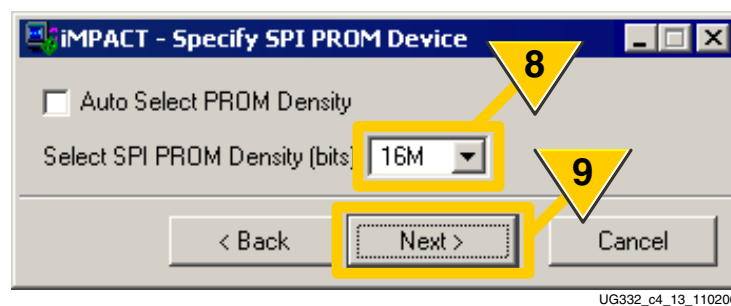 iMPACT - Specify SPI PROM Device
8
Auto Select PROM Density
Select SPI PROM Density (bits) 16M
9
< Back Next > Cancel
UG332_c4_13_110206